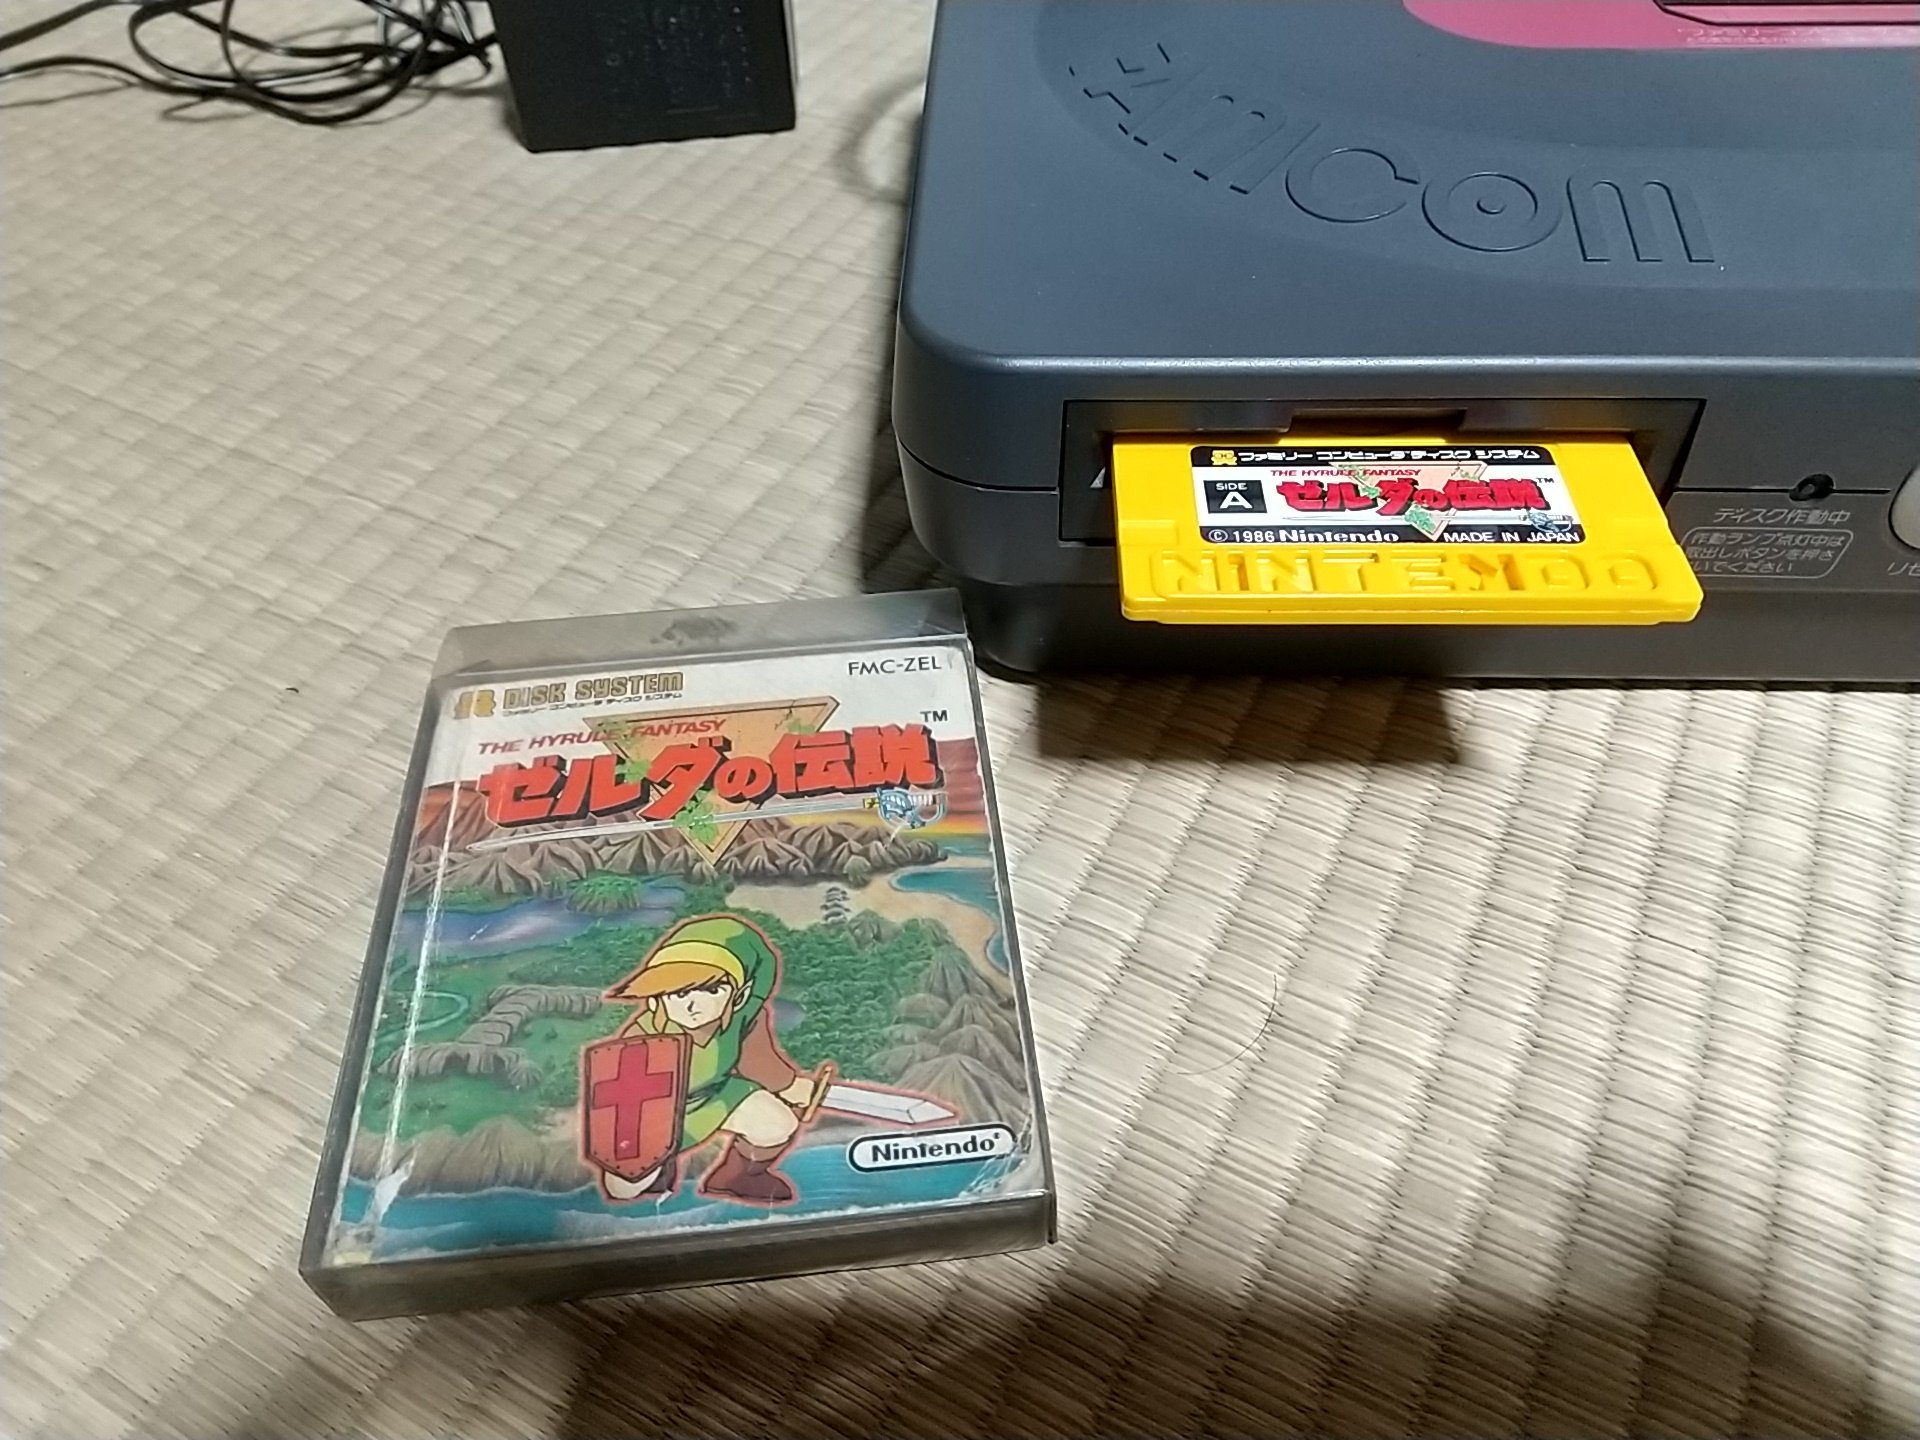 AMCOM
ファミリー コンピュータ ディスク システム
THE HYRULE FANTASY
SIDE
A
ゼルダの伝説
TM
© 1986 Nintendo
MADE IN JAPAN
NINTENDO
ディスク作動中
作動ランプ点灯中は
取出しボタンを押さ
いでください
リセ
FMC-ZEL
DISK SYSTEM
ファミリー コンピュータ ディスク システム
THE HYRULE FANTASY
TM
ゼルダの伝説
Nintendo